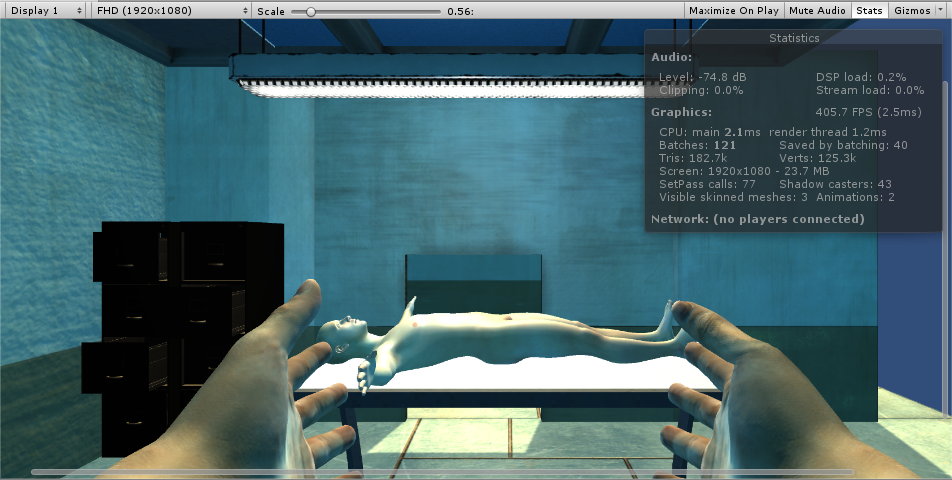 Display 1 FHD (1920x1080) Scale 0.56: Maximize On Play Mute Audio Stats Gizmos
Statistics
Audio:
Level: -74.8 dB DSP load: 0.2%
Clipping: 0.0% Stream load: 0.0%
Graphics: 405.7 FPS (2.5ms)
CPU: main 2.1ms render thread 1.2ms
Batches: 121 Saved by batching: 40
Tris: 182.7k Verts: 125.3k
Screen: 1920x1080 - 23.7 MB
SetPass calls: 77 Shadow casters: 43
Visible skinned meshes: 3 Animations: 2
Network: (no players connected)